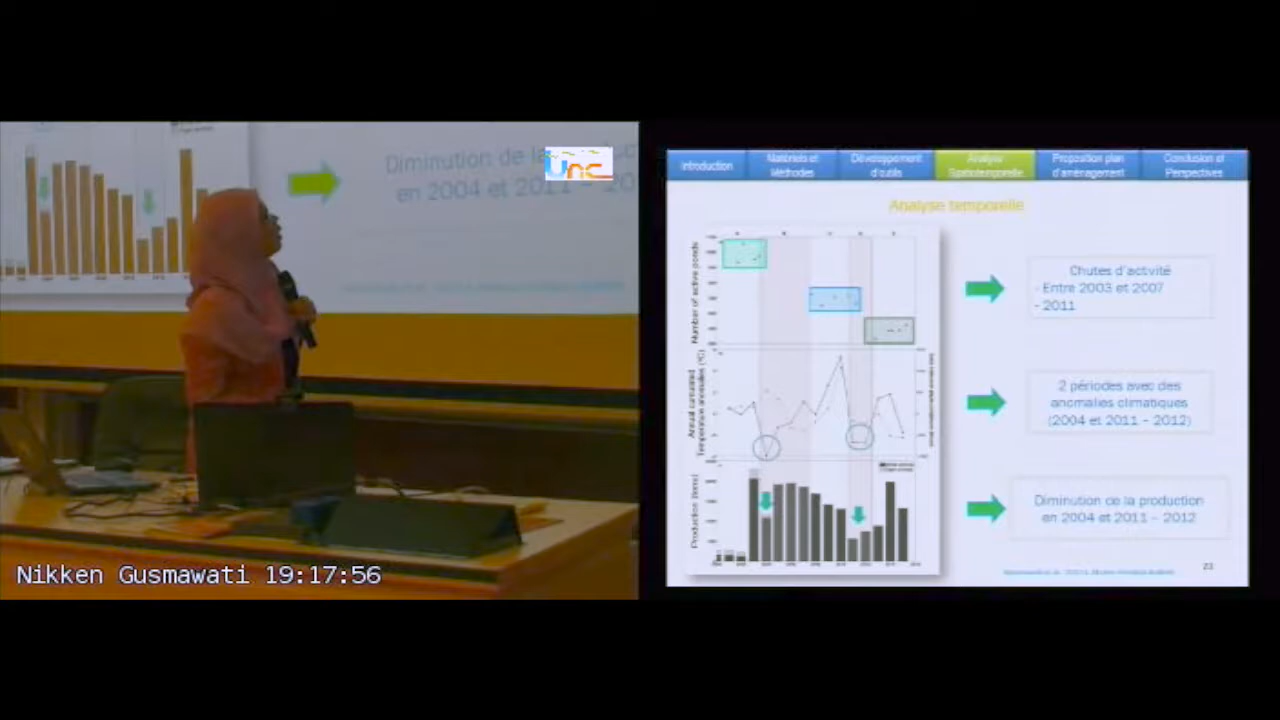 Diminution de la
en 2004 et 2011 - 20
unc
Nikken Gusmawati 19:17:56
Introduction
Matériels et
Méthodes
Développement
d'outils
Analyse
Spatiotemporelle
Proposition plan
d'aménagement
Conclusion et
Perspectives
Analyse temporelle
Number of active ponds
Annual cumulated
Temperature anomalies (°C)
Production (tons)
Chutes d'activité
- Entre 2003 et 2007
- 2011
2 périodes avec des
anomalies climatiques
(2004 et 2011 – 2012)
Diminution de la production
en 2004 et 2011 – 2012
23